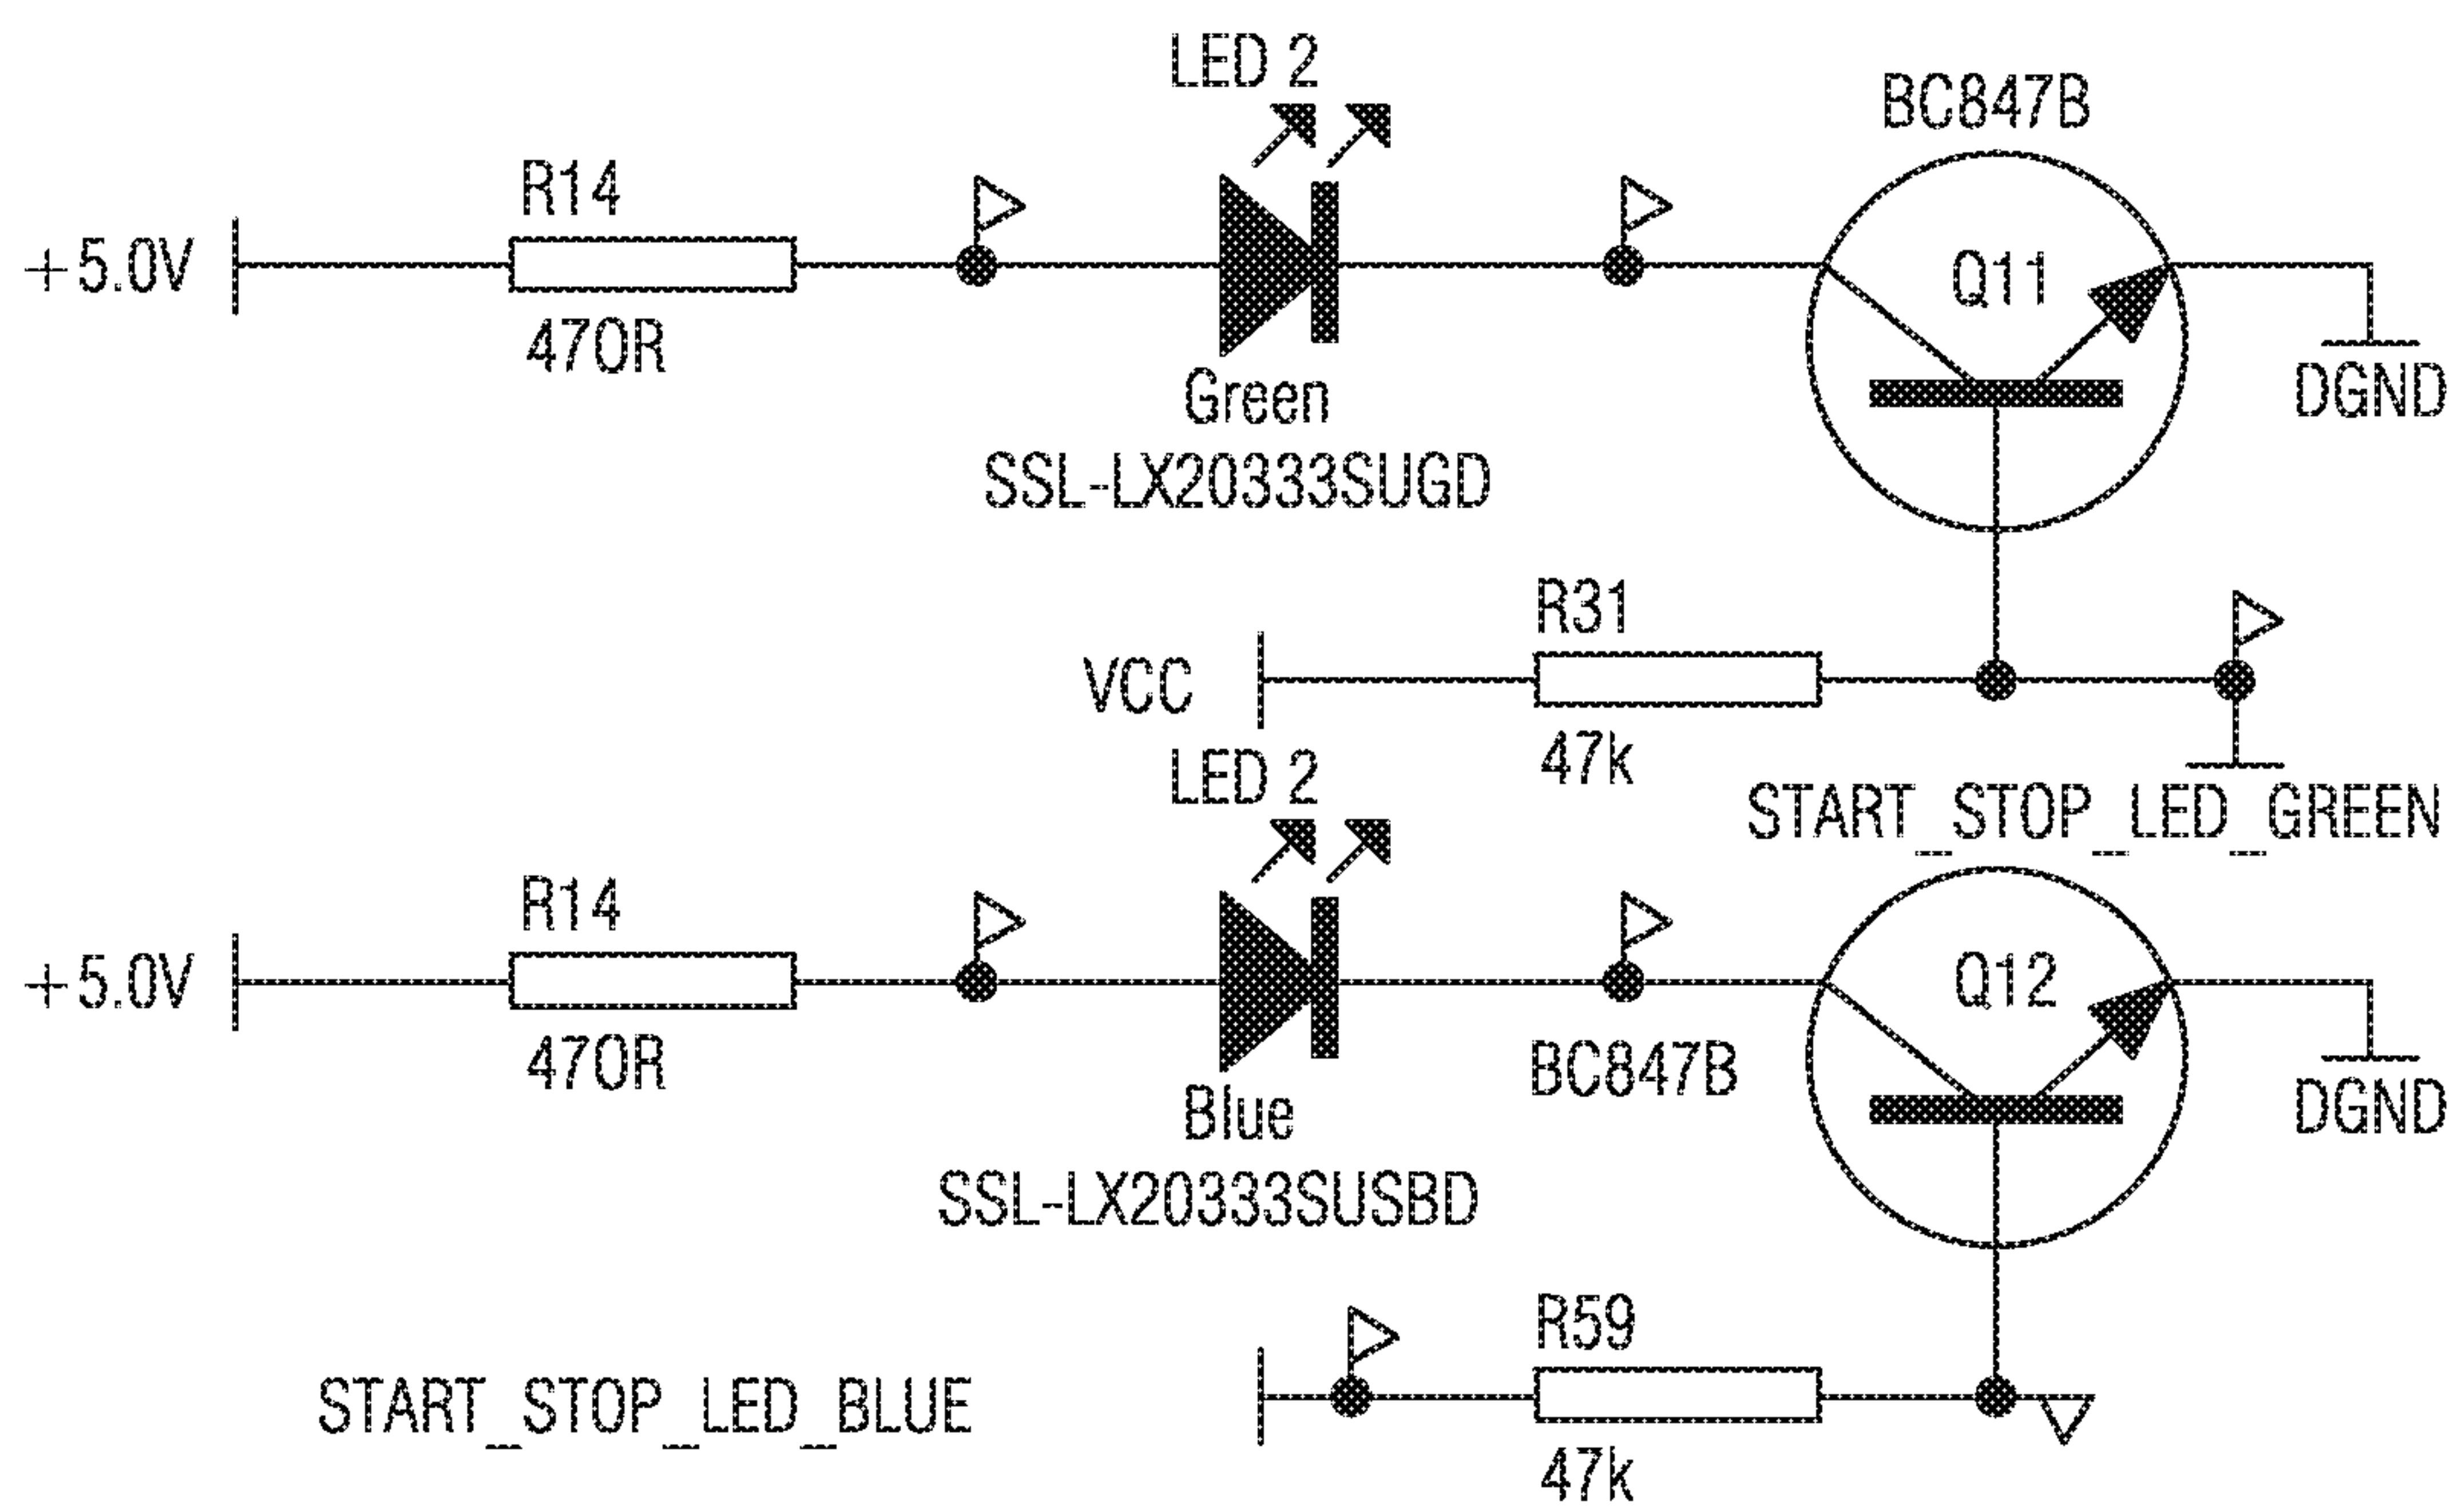 LED 2
BC847B
R14
+5.0V
Q11
470R
DGND
Green
SSL-LX20333SUGD
R31
VCC
47k
LED 2
START_STOP_LED_GREEN
R14
+5.0V
Q12
470R
BC847B
DGND
Blue
SSL-LX20333SUSBD
R59
START_STOP_LED_BLUE
47k